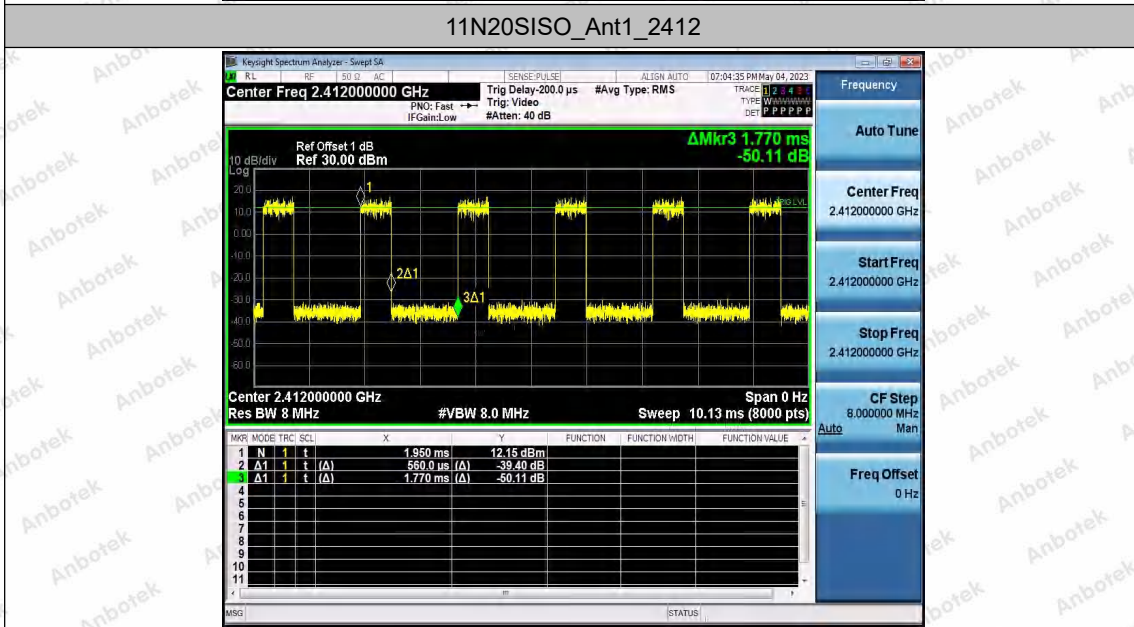 11N20SISO_Ant1_2412
Keysight Spectrum Analyzer - Swept SA
RL RF 50 Ω AC SENSE:PULSE ALIGN AUTO 07:04:35 PM May 04, 2023
Center Freq 2.412000000 GHz
PNO: Fast
IFGain:Low
Trig Delay-200.0 µs
Trig: Video
#Atten: 40 dB
#Avg Type: RMS
TRACE 1 2 3 4 5 6
TYPE WWWWWW
DET P P P P P P
Ref Offset 1 dB
Ref 30.00 dBm
10 dB/div
Log
ΔMkr3 1.770 ms
-50.11 dB
20.0
10.0
0.00
-10.0
-20.0
-30.0
-40.0
-50.0
-60.0
1
2Δ1
3Δ1
TRIG LVL
Center 2.412000000 GHz Span 0 Hz
Res BW 8 MHz #VBW 8.0 MHz Sweep 10.13 ms (8000 pts)
MKR MODE TRC SCL X Y FUNCTION FUNCTION WIDTH FUNCTION VALUE
1 N 1 t 1.950 ms 12.15 dBm
2 Δ1 1 t (Δ) 560.0 µs (Δ) -39.40 dB
3 Δ1 1 t (Δ) 1.770 ms (Δ) -50.11 dB
4
5
6
7
8
9
10
11
MSG STATUS
Frequency
Auto Tune
Center Freq
2.412000000 GHz
Start Freq
2.412000000 GHz
Stop Freq
2.412000000 GHz
CF Step
8.000000 MHz
Auto Man
Freq Offset
0 Hz
Anbotek